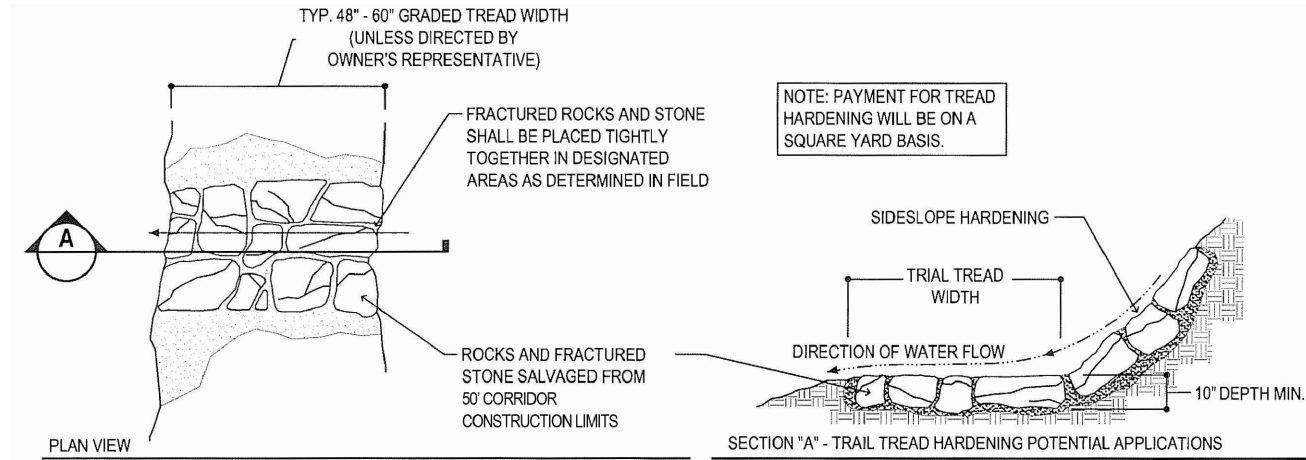 TYP. 48" - 60" GRADED TREAD WIDTH
(UNLESS DIRECTED BY
OWNER'S REPRESENTATIVE)
FRACTURED ROCKS AND STONE
SHALL BE PLACED TIGHTLY
TOGETHER IN DESIGNATED
AREAS AS DETERMINED IN FIELD
A
ROCKS AND FRACTURED
STONE SALVAGED FROM
50' CORRIDOR
CONSTRUCTION LIMITS
PLAN VIEW
NOTE: PAYMENT FOR TREAD
HARDENING WILL BE ON A
SQUARE YARD BASIS.
SIDESLOPE HARDENING
TRIAL TREAD
WIDTH
DIRECTION OF WATER FLOW
10" DEPTH MIN.
SECTION "A" - TRAIL TREAD HARDENING POTENTIAL APPLICATIONS